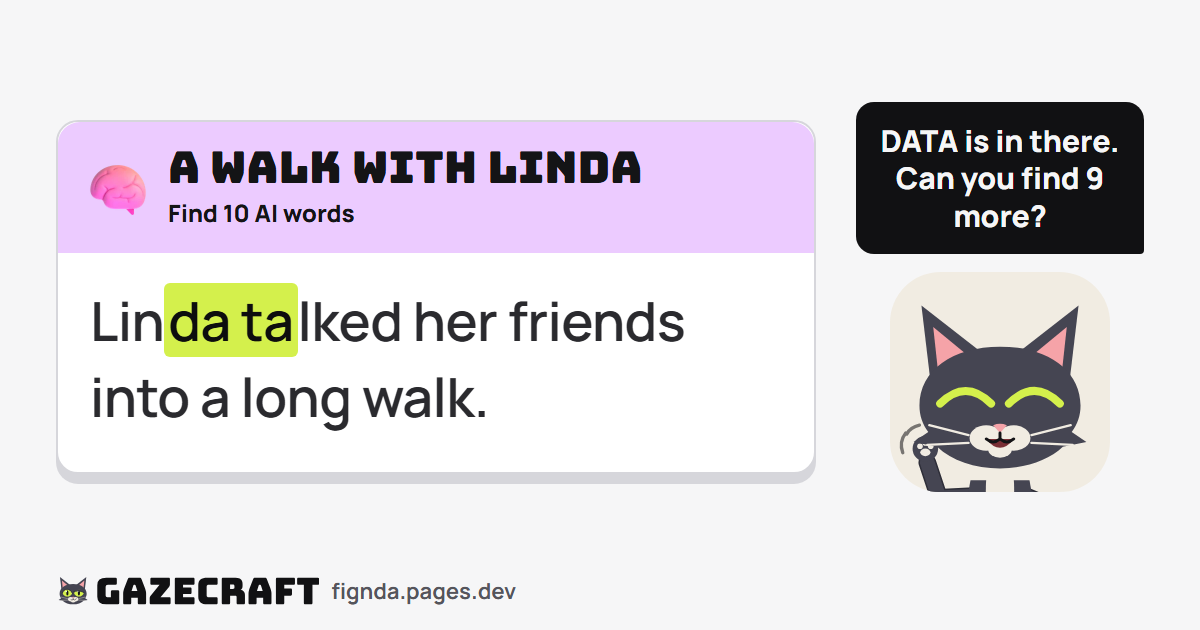 A WALK WITH LINDA
Find 10 AI words
Linda talked her friends
into a long walk.
DATA is in there.
Can you find 9
more?
GAZECRAFT fignda.pages.dev